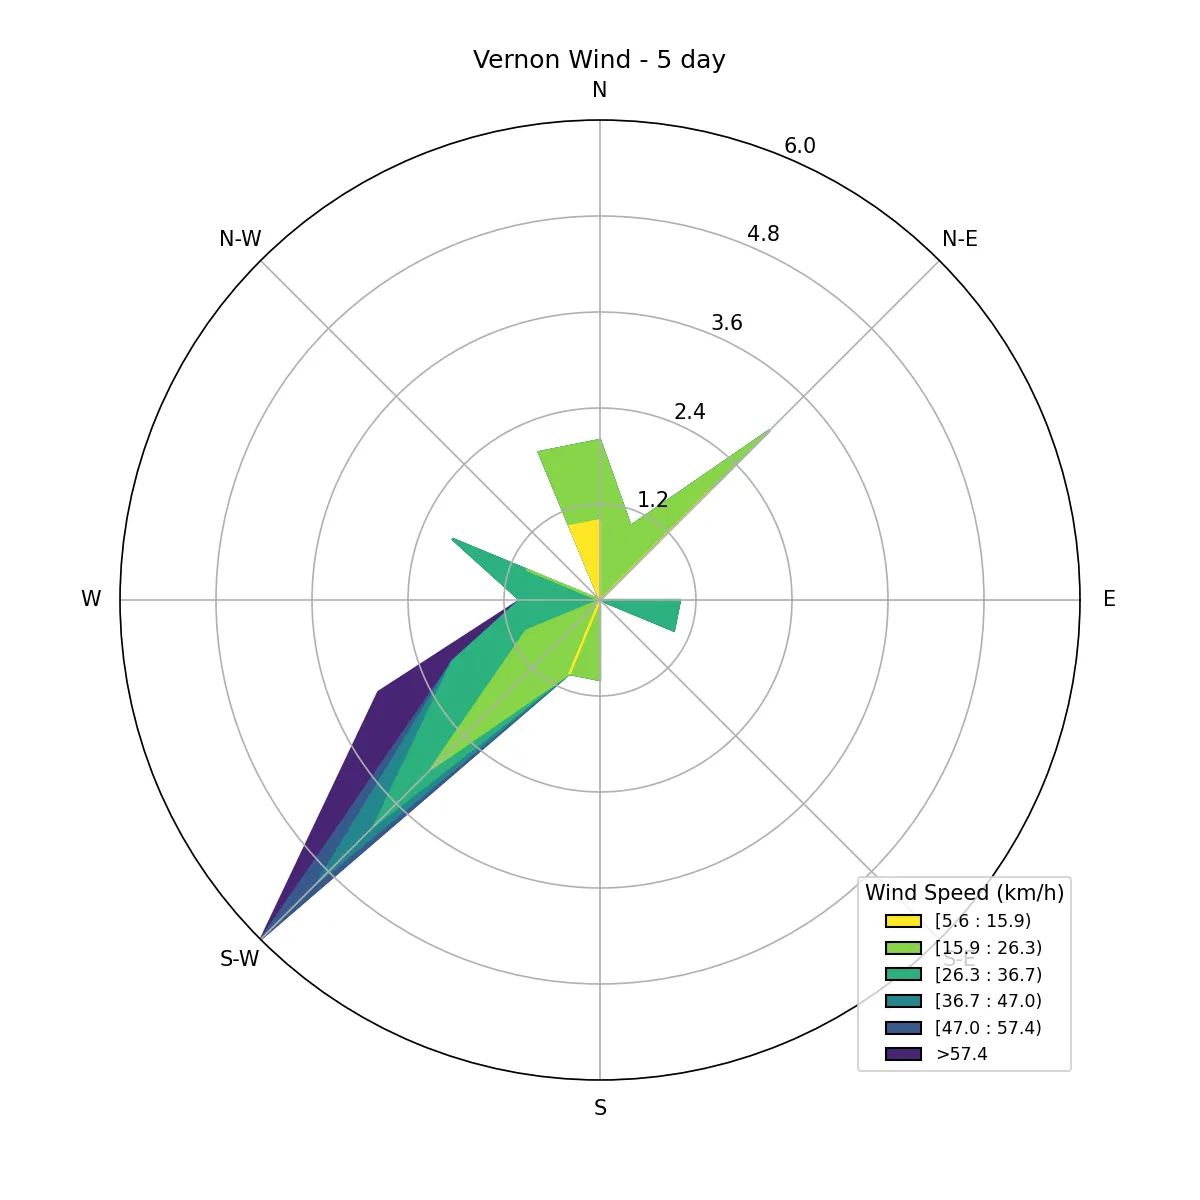 Vernon Wind - 5 day
N
6.0
N-W
4.8
N-E
3.6
2.4
1.2
W
E
S-W
S-E
S
Wind Speed (km/h)
[5.6 : 15.9)
[15.9 : 26.3)
[26.3 : 36.7)
[36.7 : 47.0)
[47.0 : 57.4)
>57.4